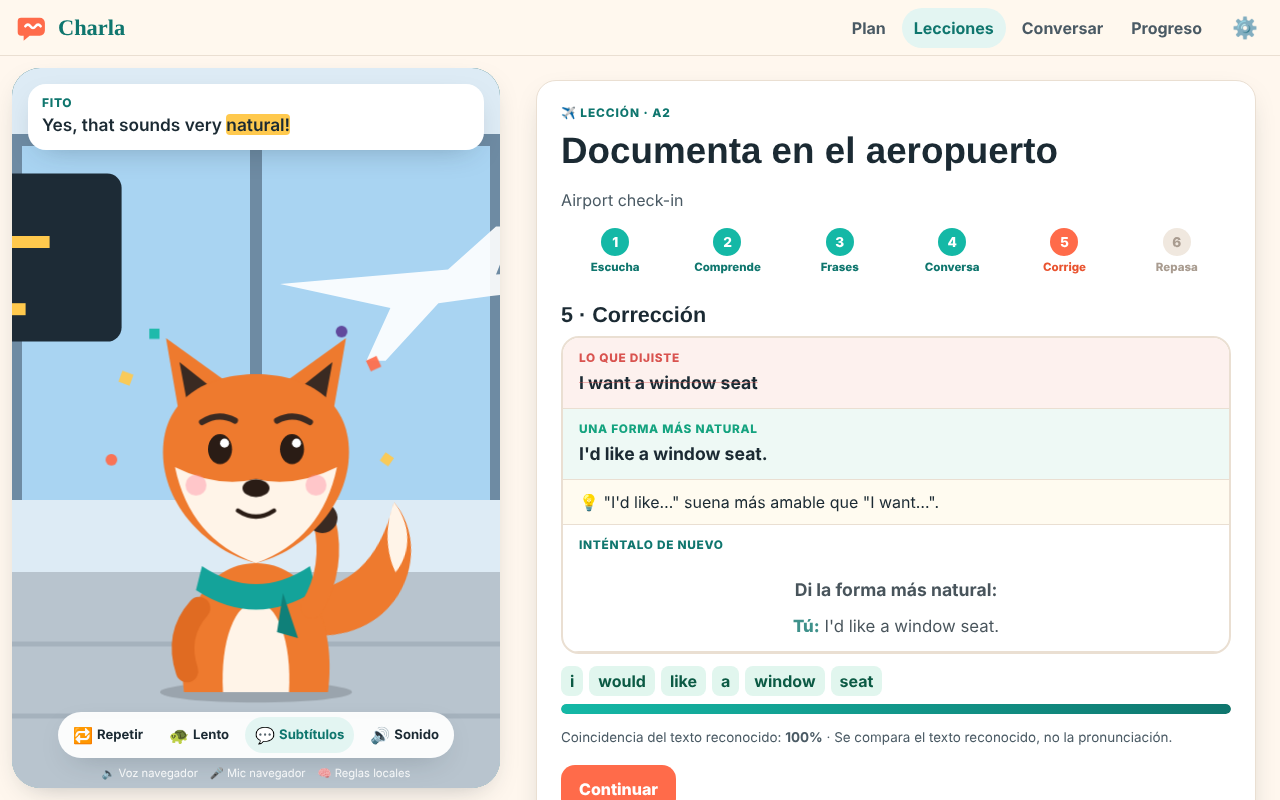 Charla
Plan
Lecciones
Conversar
Progreso
FITO
Yes, that sounds very natural!
Repetir
Lento
Subtítulos
Sonido
Voz navegador
Mic navegador
Reglas locales
LECCIÓN · A2
Documenta en el aeropuerto
Airport check-in
1
2
3
4
5
6
Escucha
Comprende
Frases
Conversa
Corrige
Repasa
5 · Corrección
LO QUE DIJISTE
I want a window seat
UNA FORMA MÁS NATURAL
I'd like a window seat.
"I'd like…" suena más amable que "I want…".
INTÉNTALO DE NUEVO
Di la forma más natural:
Tú: I'd like a window seat.
i would like a window seat
Coincidencia del texto reconocido: 100% · Se compara el texto reconocido, no la pronunciación.
Continuar